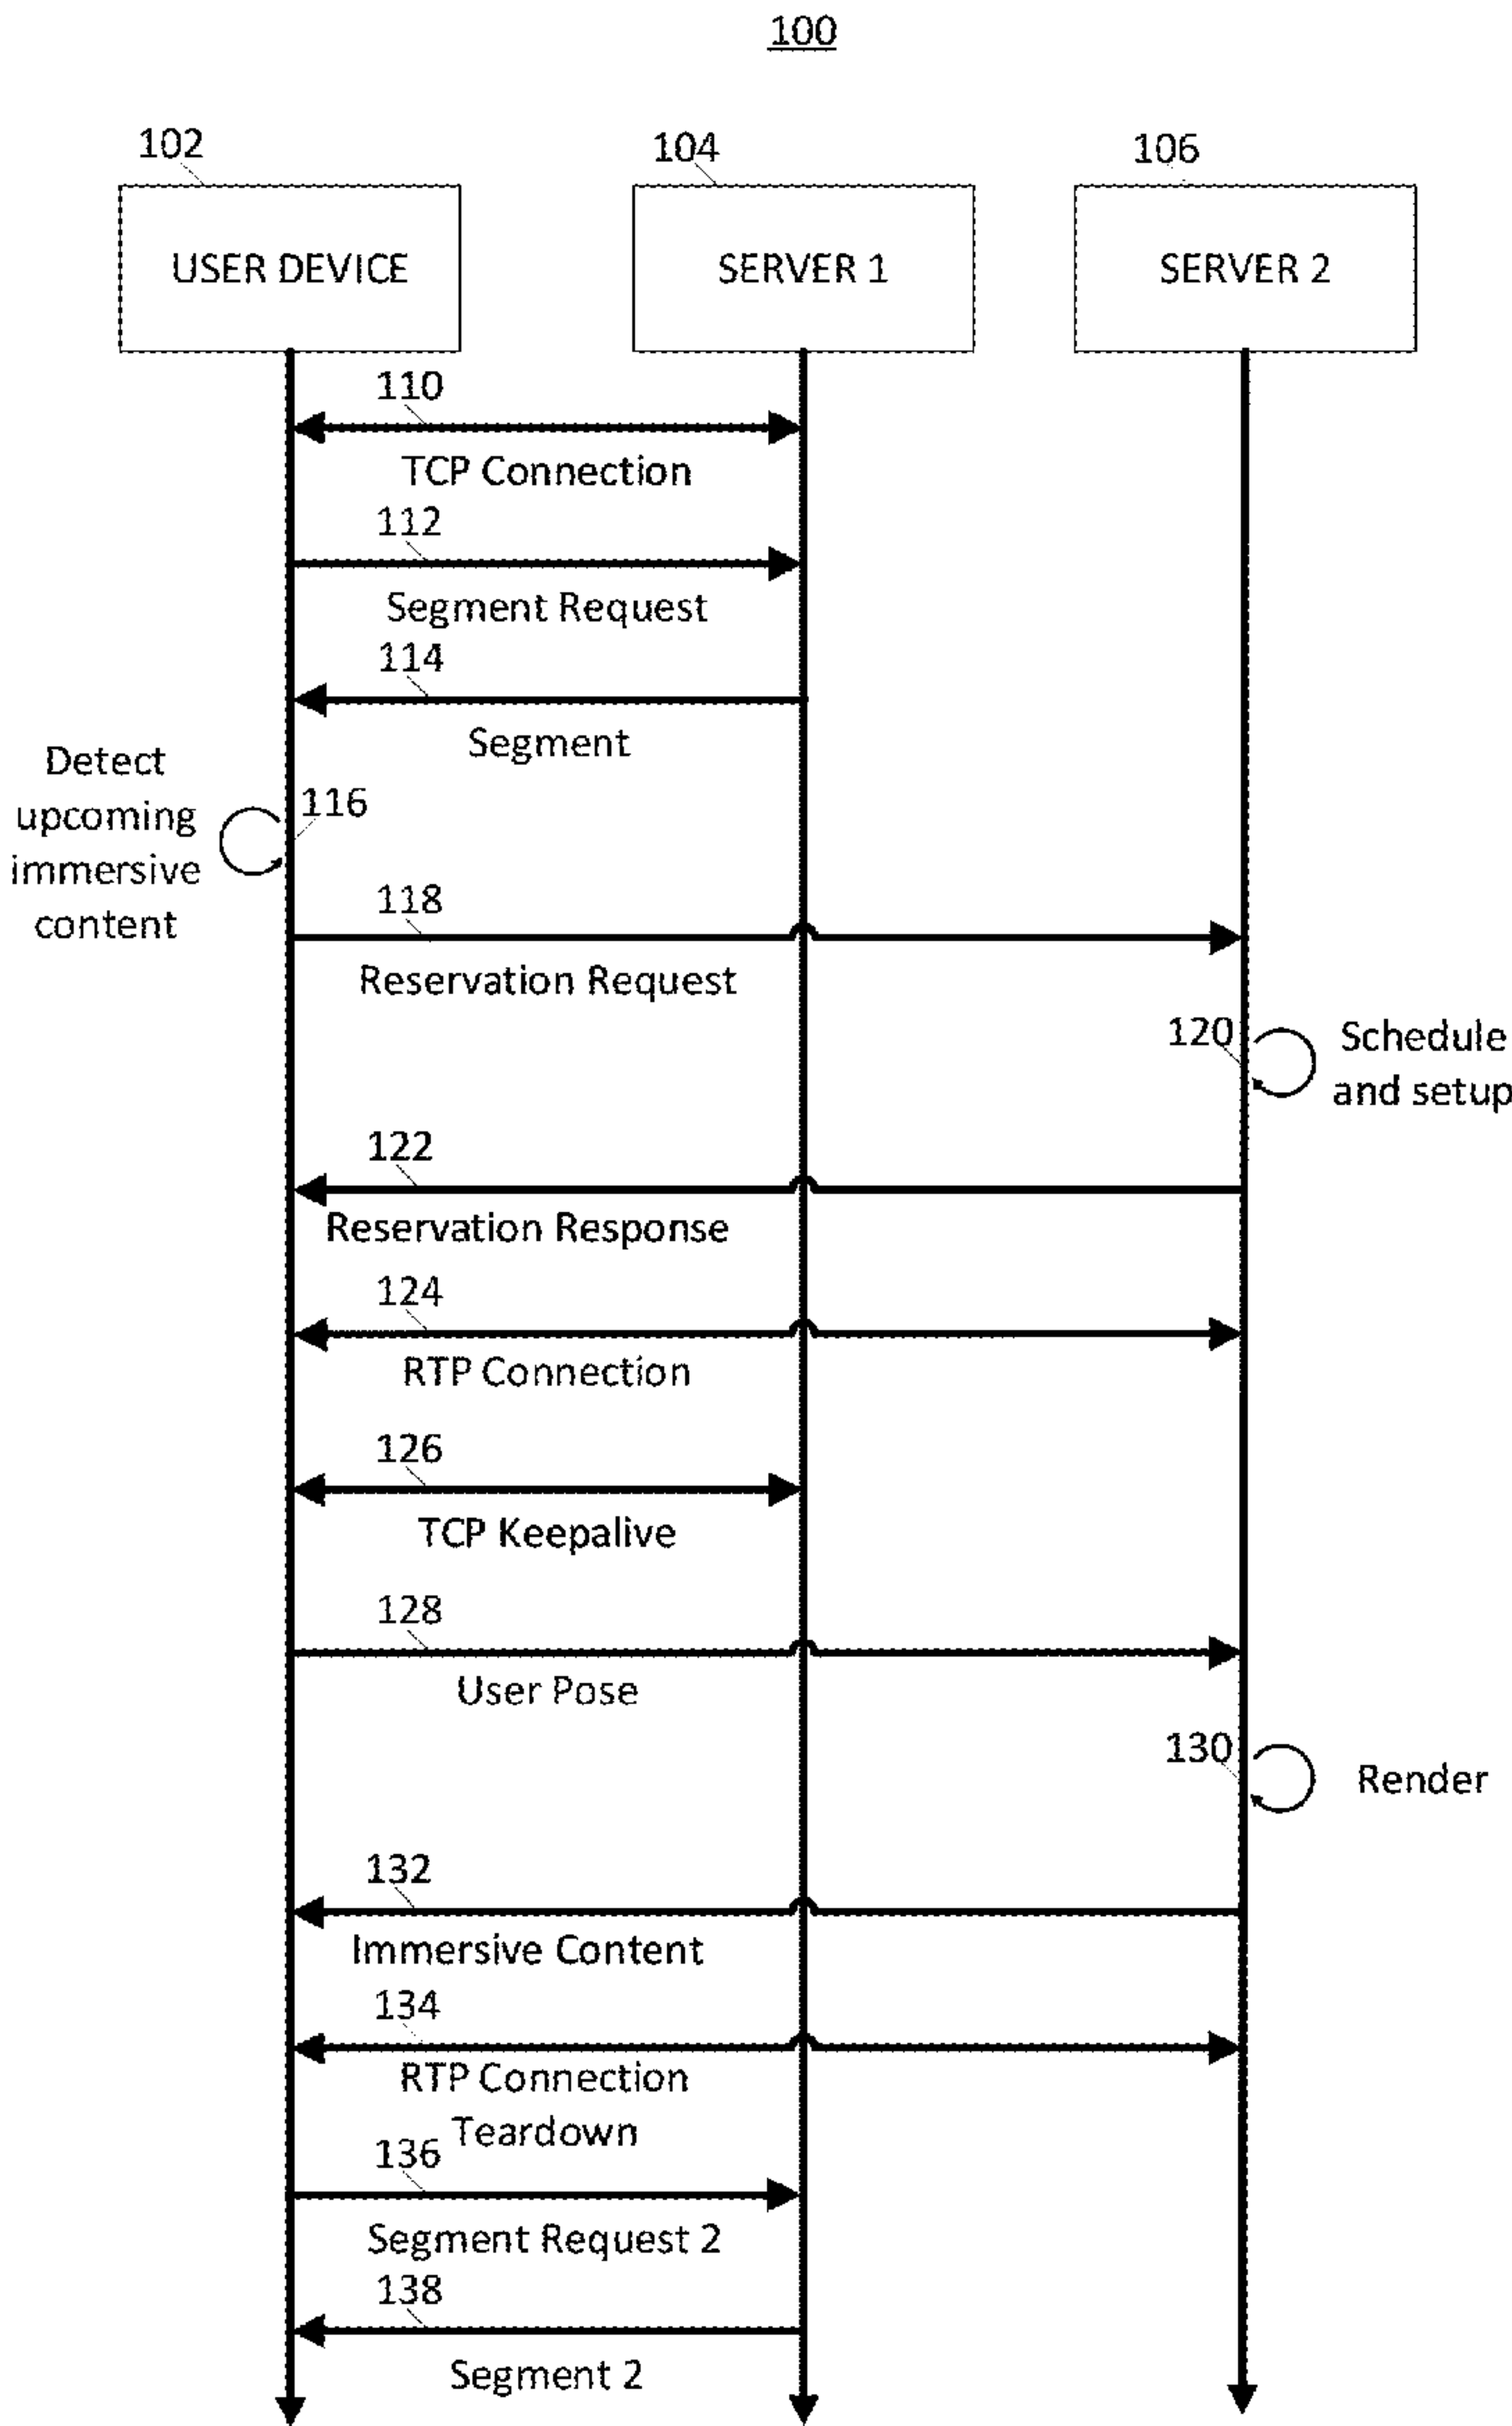 100
102
104
106
USER DEVICE
SERVER 1
SERVER 2
110
TCP Connection
112
Segment Request
114
Segment
Detect
upcoming
immersive
content
116
118
Reservation Request
120
Schedule
and setup
122
Reservation Response
124
RTP Connection
126
TCP Keepalive
128
User Pose
130
Render
132
Immersive Content
134
RTP Connection
Teardown
136
Segment Request 2
138
Segment 2